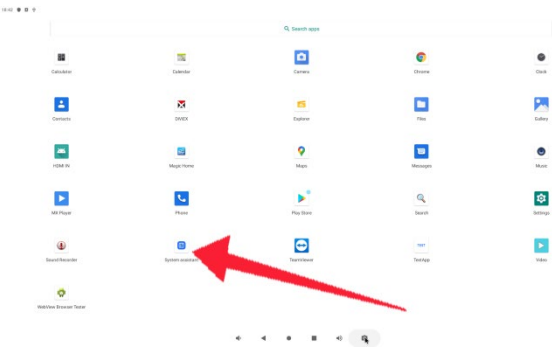 Search apps
Calculator
Calendar
Camera
Chrome
Clock
Contacts
Explorer
Files
Gallery
HDMI IN
Magic Home
Maps
Messages
Music
MX Player
Phone
Play Store
Search
Settings
Sound Recorder
System assistant
TeamViewer
TestApp
Video
WebView Browser Tester